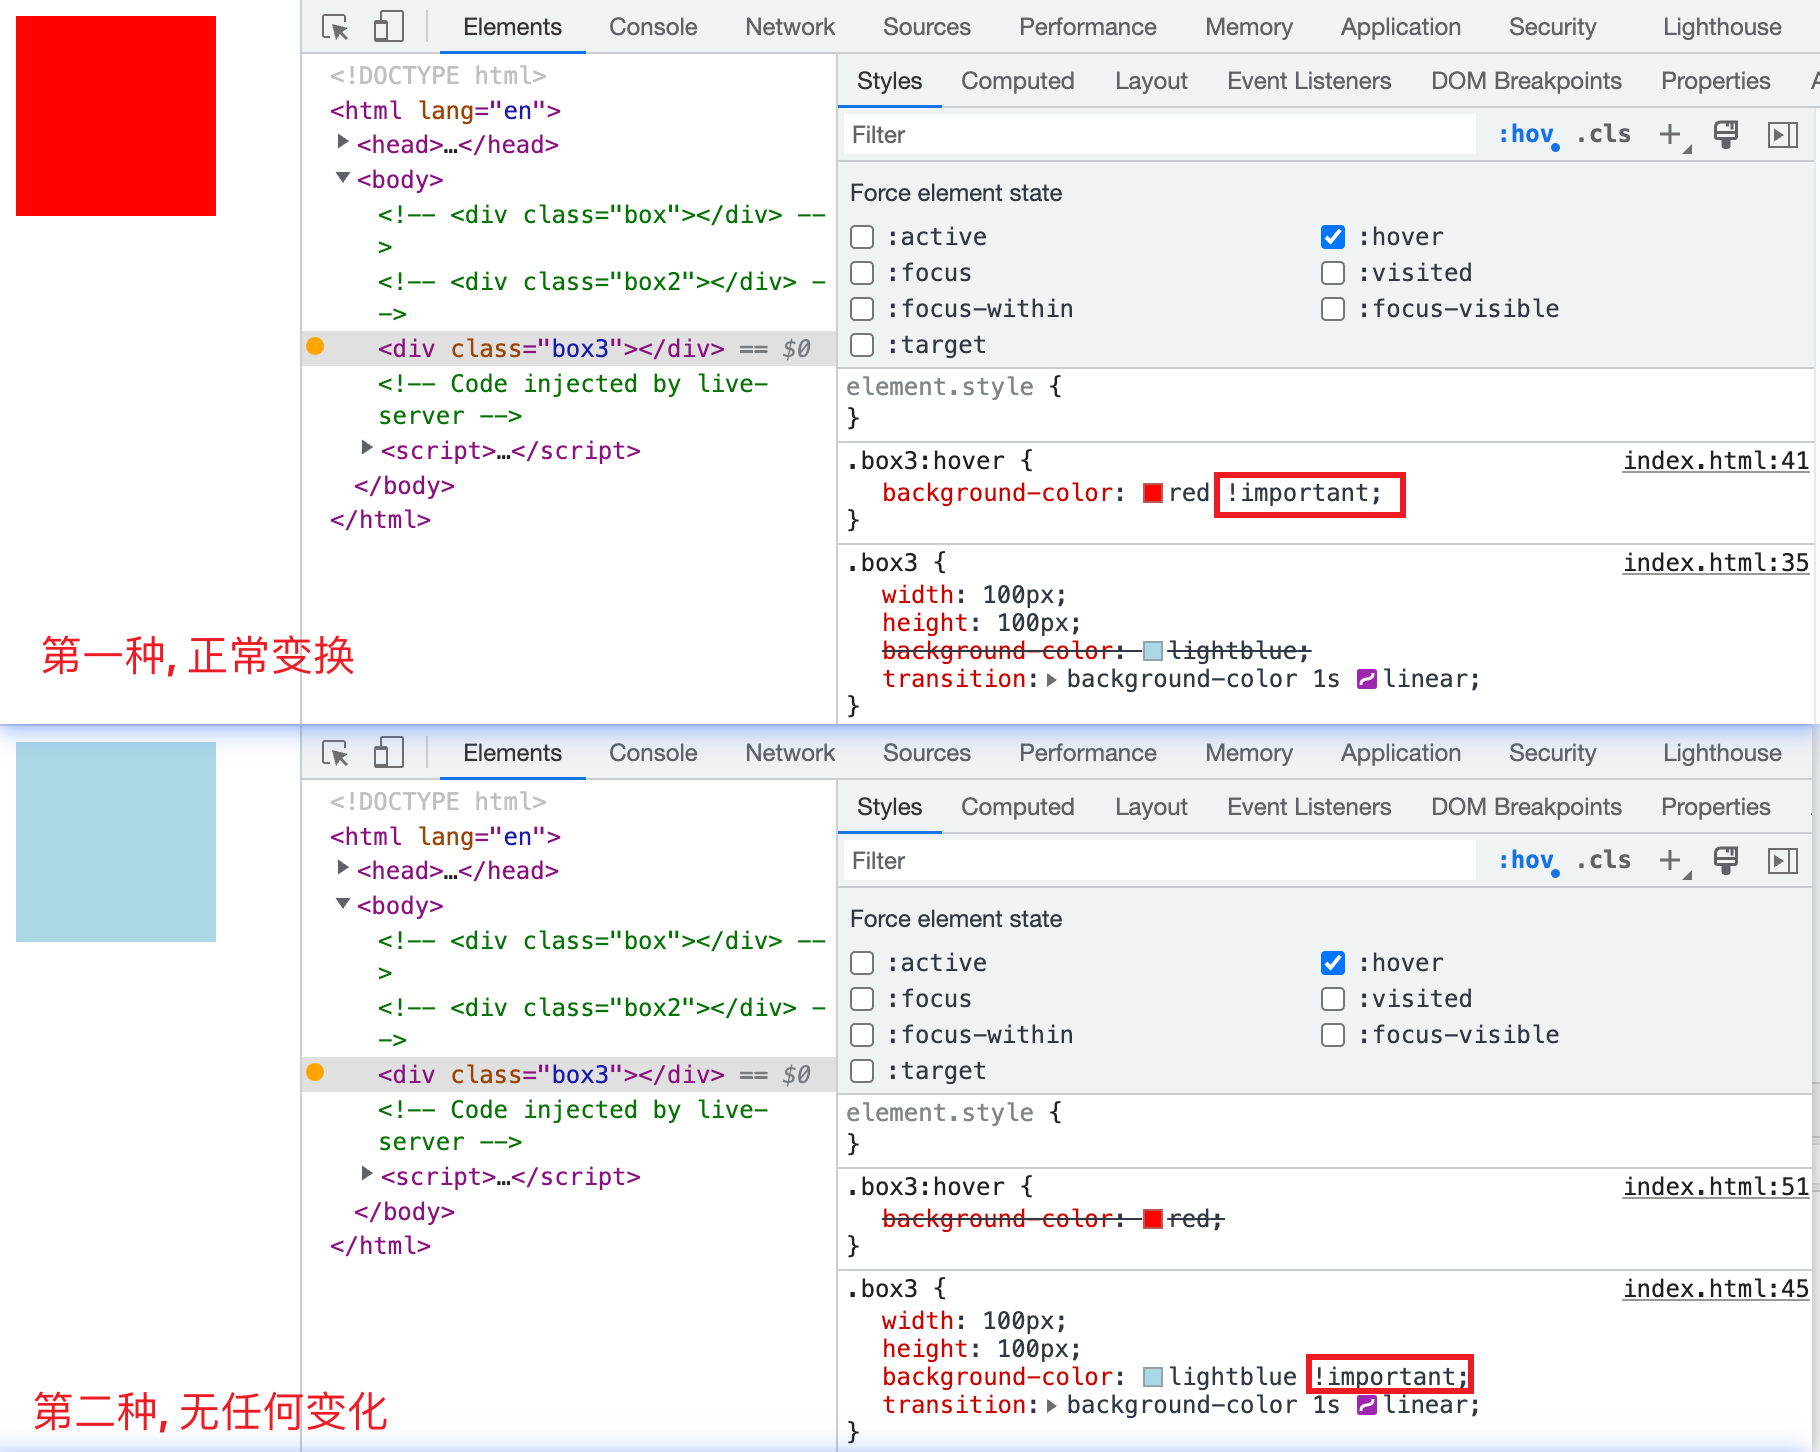 Elements Console Network Sources Performance Memory Application Security Lighthouse
<!DOCTYPE html>
<html lang="en">
<head>…</head>
<body>
<!-- <div class="box"></div> --
>
<!-- <div class="box2"></div> -
->
<div class="box3"></div> == $0
<!-- Code injected by live-
server -->
<script>…</script>
</body>
</html>
Styles Computed Layout Event Listeners DOM Breakpoints Properties
Filter :hov .cls +
Force element state
:active :hover
:focus :visited
:focus-within :focus-visible
:target
element.style {
}
.box3:hover { index.html:41
background-color: red !important;
}
.box3 { index.html:35
width: 100px;
height: 100px;
background-color: lightblue;
transition: background-color 1s linear;
}
第一种, 正常变换
Elements Console Network Sources Performance Memory Application Security Lighthouse
<!DOCTYPE html>
<html lang="en">
<head>…</head>
<body>
<!-- <div class="box"></div> --
>
<!-- <div class="box2"></div> -
->
<div class="box3"></div> == $0
<!-- Code injected by live-
server -->
<script>…</script>
</body>
</html>
Styles Computed Layout Event Listeners DOM Breakpoints Properties
Filter :hov .cls +
Force element state
:active :hover
:focus :visited
:focus-within :focus-visible
:target
element.style {
}
.box3:hover { index.html:51
background-color: red;
}
.box3 { index.html:45
width: 100px;
height: 100px;
background-color: lightblue !important;
transition: background-color 1s linear;
}
第二种, 无任何变化